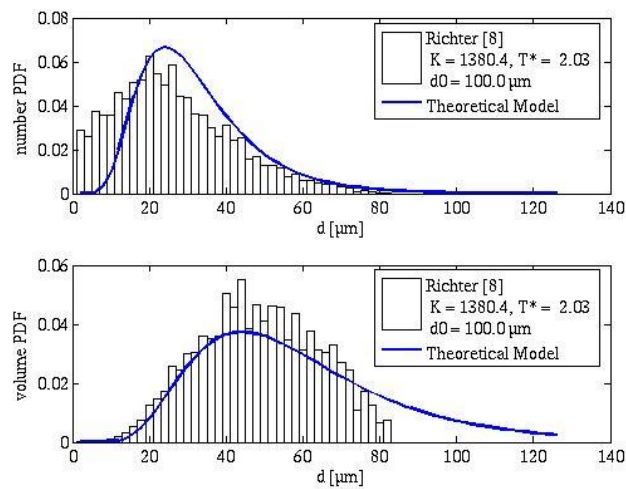 0.08
0.06
0.04
0.02
0
number PDF
0 20 40 60 80 100 120 140
d [µm]
Richter [8]
K = 1380.4, T* = 2.03
d0 = 100.0 µm
Theoretical Model
0.06
0.04
0.02
0
volume PDF
0 20 40 60 80 100 120 140
d [µm]
Richter [8]
K = 1380.4, T* = 2.03
d0 = 100.0 µm
Theoretical Model